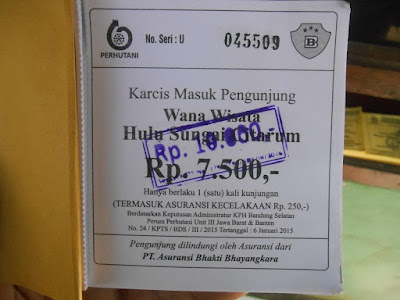 No. Seri : U 045509
PERHUTANI
B
Karcis Masuk Pengunjung
Wana Wisata
Hulu Sungai Citarum
Rp. 10.000,-
Rp. 7.500,-
Hanya berlaku 1 (satu) kali kunjungan
(TERMASUK ASURANSI KECELAKAAN Rp. 250,-)
Berdasarkan Keputusan Administratur KPH Bandung Selatan
Perum Perhutani Unit III Jawa Barat & Banten
No. 24 / KPTS / BDS / III / 2015 Tertanggal : 6 Januari 2015
Pengunjung dilindungi oleh Asuransi dari
PT. Asuransi Bhakti Bhayangkara